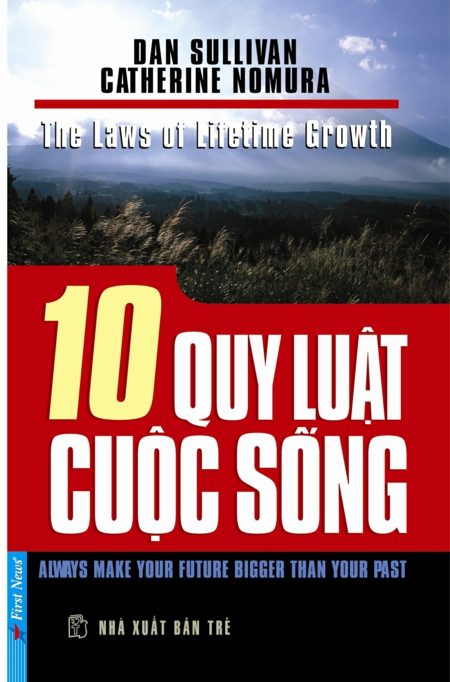 DAN SULLIVAN
CATHERINE NOMURA
The Laws of Lifetime Growth
10 QUY LUẬT
CUỘC SỐNG
ALWAYS MAKE YOUR FUTURE BIGGER THAN YOUR PAST
First News®
NHÀ XUẤT BẢN TRẺ